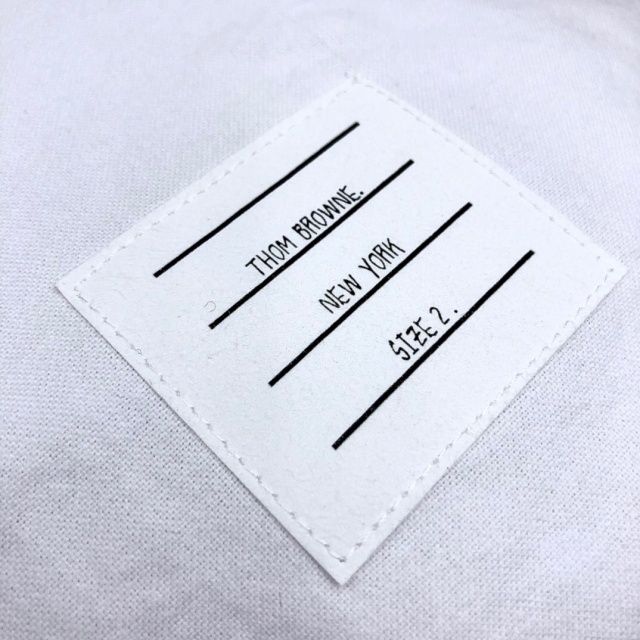 THOM BROWNE.
NEW YORK
SIZE 2.